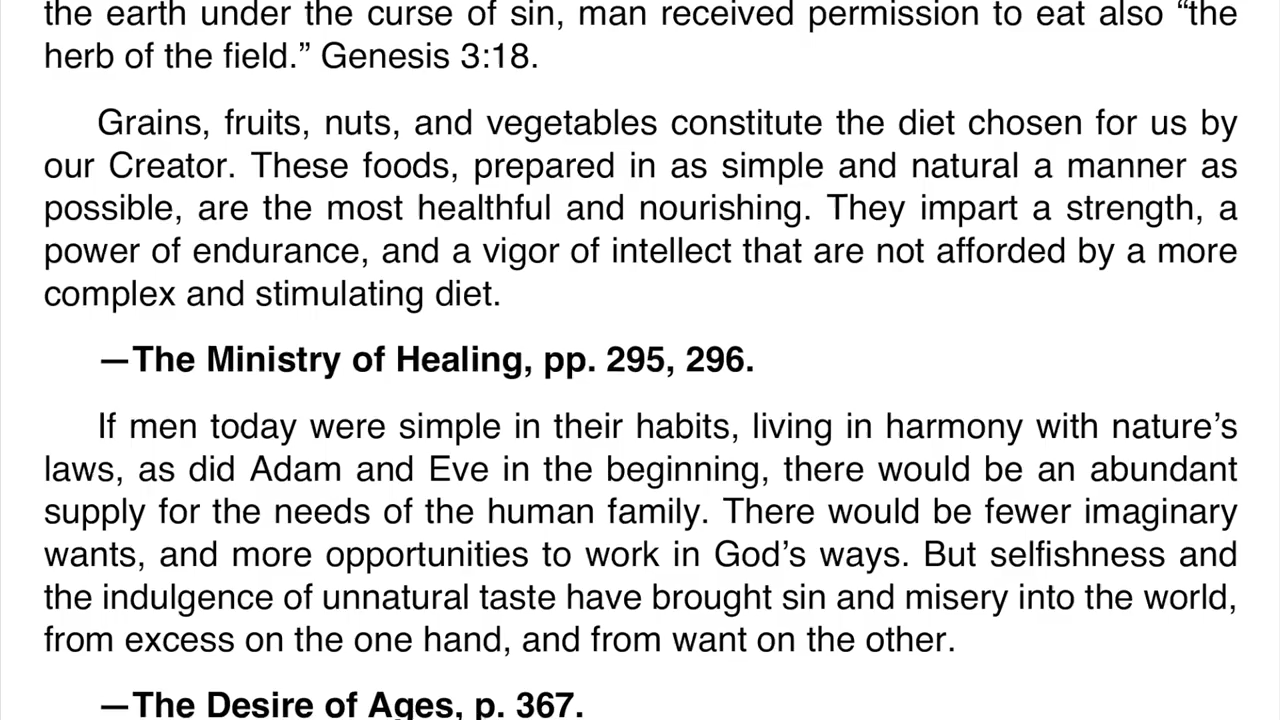 the earth under the curse of sin, man received permission to eat also “the
herb of the field.” Genesis 3:18.
Grains, fruits, nuts, and vegetables constitute the diet chosen for us by
our Creator. These foods, prepared in as simple and natural a manner as
possible, are the most healthful and nourishing. They impart a strength, a
power of endurance, and a vigor of intellect that are not afforded by a more
complex and stimulating diet.
—The Ministry of Healing, pp. 295, 296.
If men today were simple in their habits, living in harmony with nature’s
laws, as did Adam and Eve in the beginning, there would be an abundant
supply for the needs of the human family. There would be fewer imaginary
wants, and more opportunities to work in God’s ways. But selfishness and
the indulgence of unnatural taste have brought sin and misery into the world,
from excess on the one hand, and from want on the other.
—The Desire of Ages, p. 367.